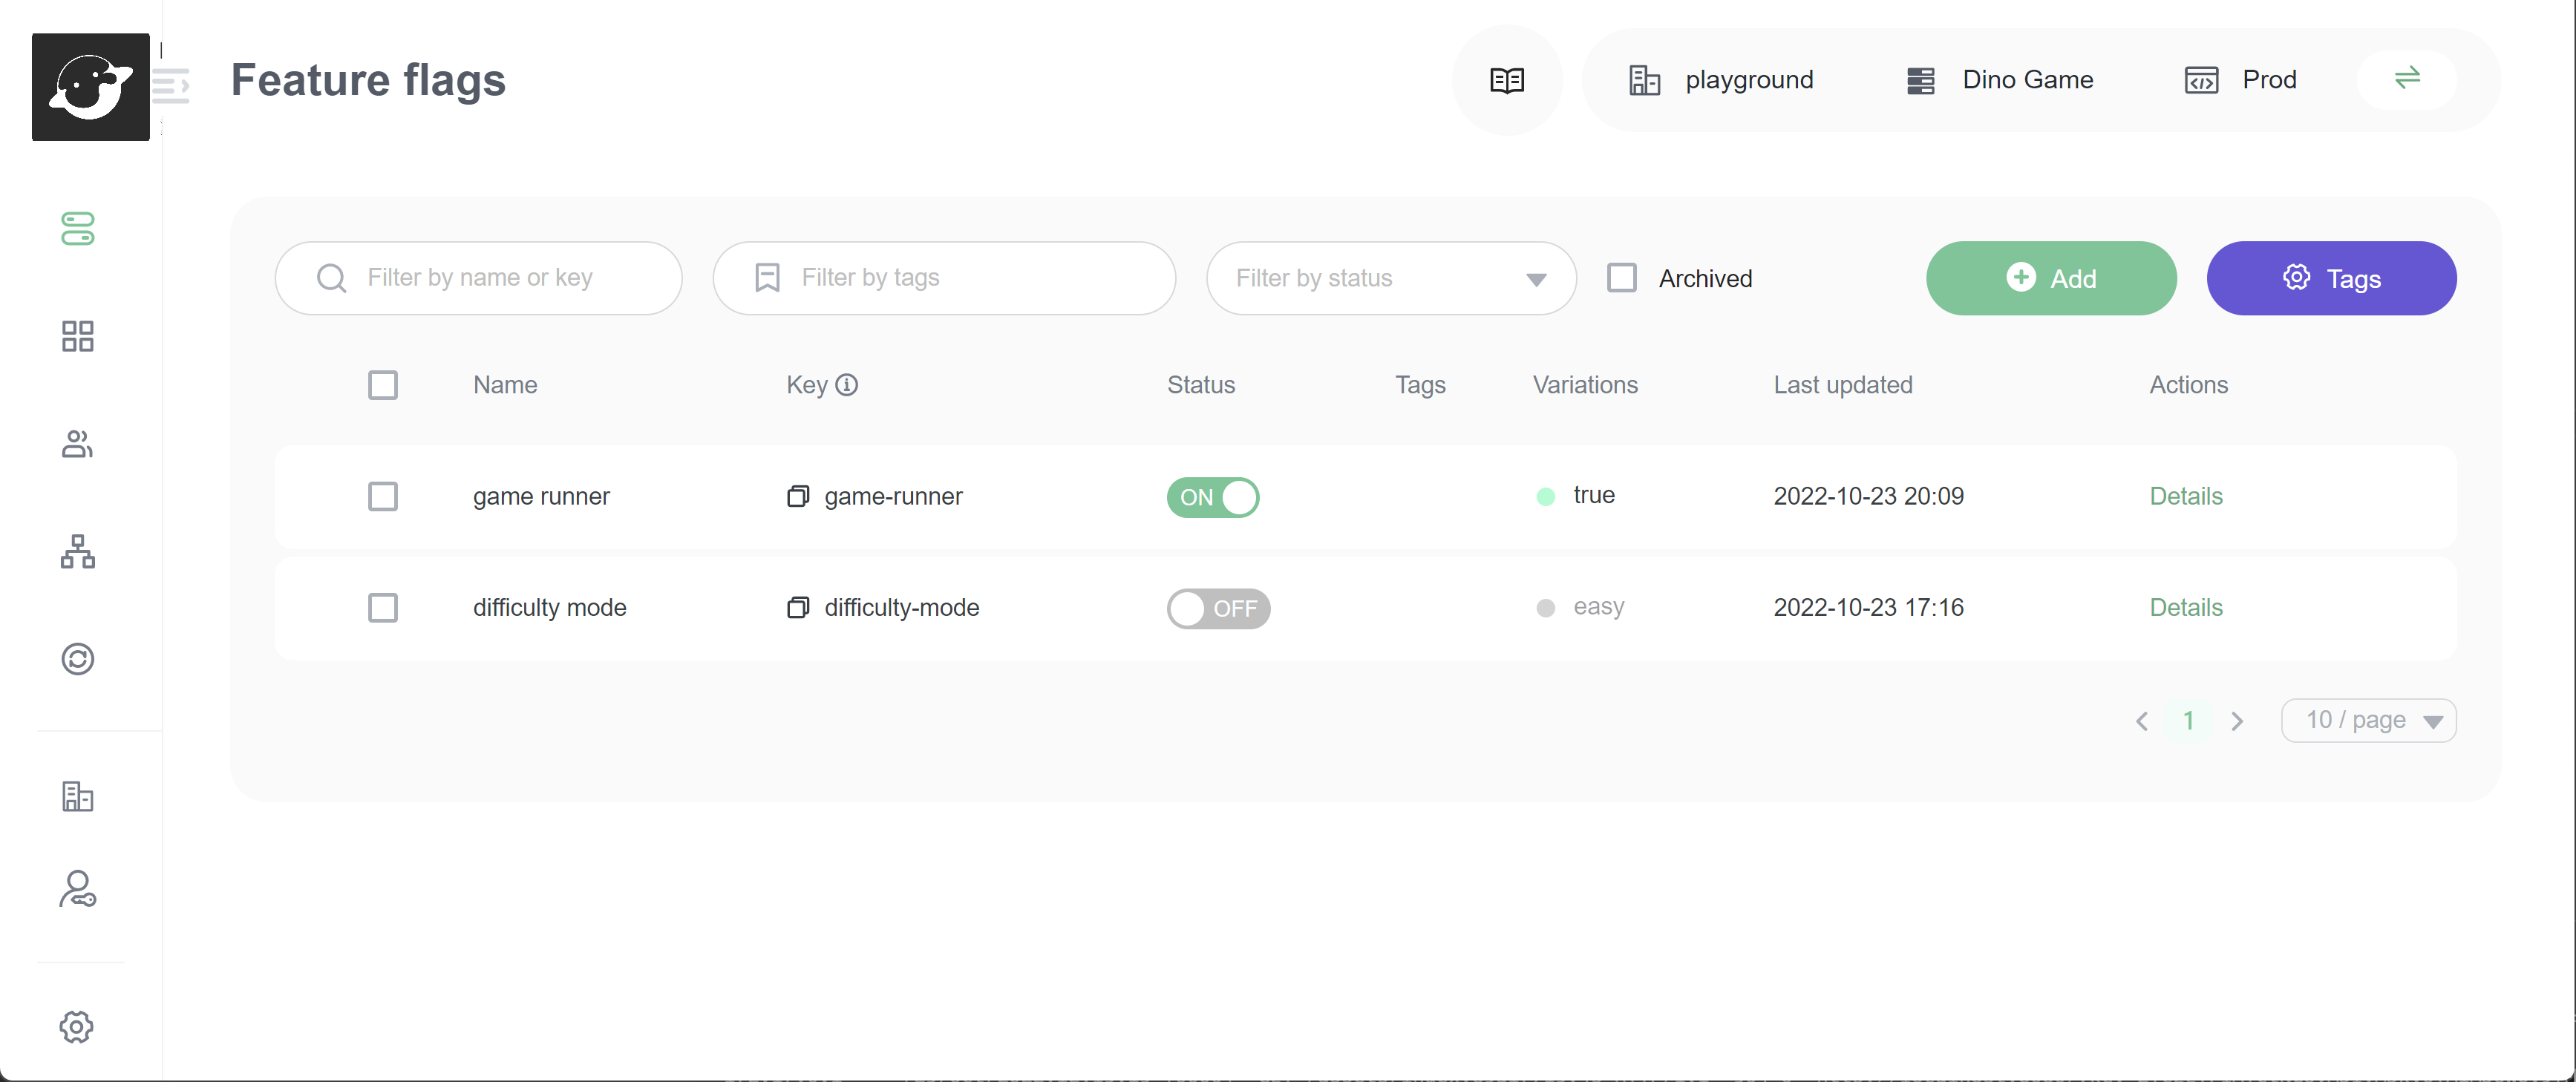 Feature flags
playground
Dino Game
Prod
Filter by name or key
Filter by tags
Filter by status
Archived
Add
Tags
Name Key Status Tags Variations Last updated Actions
game runner game-runner ON true 2022-10-23 20:09 Details
difficulty mode difficulty-mode OFF easy 2022-10-23 17:16 Details
1
10 / page